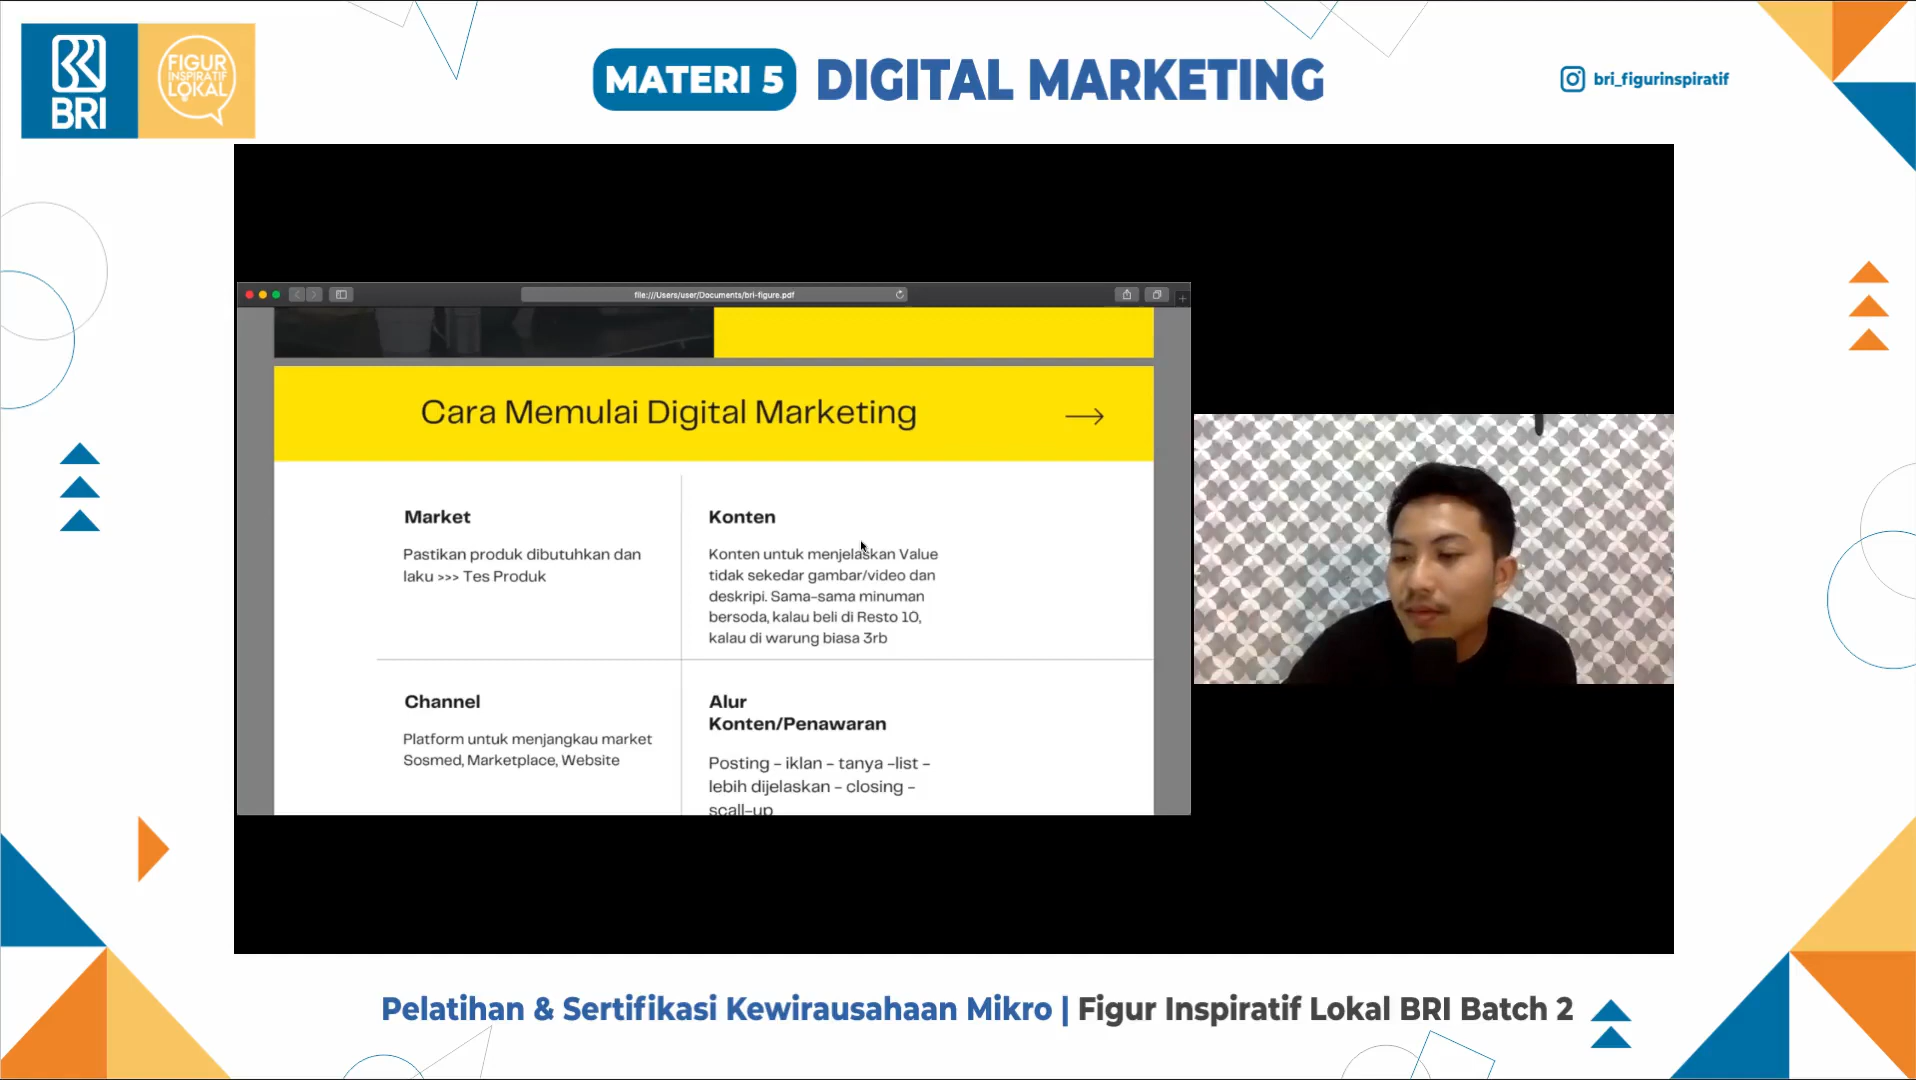 BRI
FIGUR
INSPIRATIF
LOKAL
MATERI 5 DIGITAL MARKETING
bri_figurinspiratif
file:///Users/user/Documents/bri-figure.pdf
Cara Memulai Digital Marketing
Market
Pastikan produk dibutuhkan dan
laku >>> Tes Produk
Konten
Konten untuk menjelaskan Value
tidak sekedar gambar/video dan
deskripi. Sama-sama minuman
bersoda, kalau beli di Resto 10,
kalau di warung biasa 3rb
Channel
Platform untuk menjangkau market
Sosmed, Marketplace, Website
Alur
Konten/Penawaran
Posting - iklan - tanya -list -
lebih dijelaskan - closing -
scall-up
Pelatihan & Sertifikasi Kewirausahaan Mikro | Figur Inspiratif Lokal BRI Batch 2